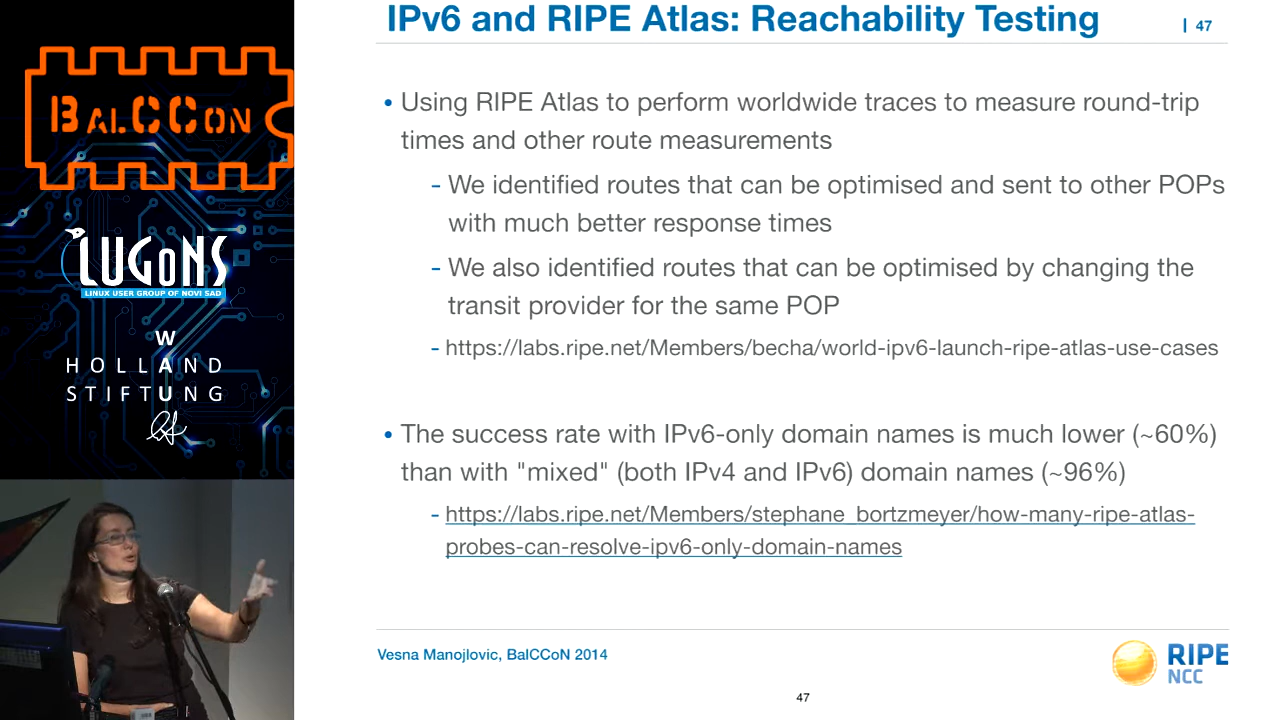 IPv6 and RIPE Atlas: Reachability Testing
| 47
BALCCON
LUGoNS
LINUX USER GROUP OF NOVI SAD
W
HOLLAND
STIFTUNG
• Using RIPE Atlas to perform worldwide traces to measure round-trip
times and other route measurements
- We identified routes that can be optimised and sent to other POPs
with much better response times
- We also identified routes that can be optimised by changing the
transit provider for the same POP
- https://labs.ripe.net/Members/becha/world-ipv6-launch-ripe-atlas-use-cases
• The success rate with IPv6-only domain names is much lower (~60%)
than with "mixed" (both IPv4 and IPv6) domain names (~96%)
- https://labs.ripe.net/Members/stephane_bortzmeyer/how-many-ripe-atlas-
probes-can-resolve-ipv6-only-domain-names
Vesna Manojlovic, BalCCoN 2014
RIPE
NCC
47